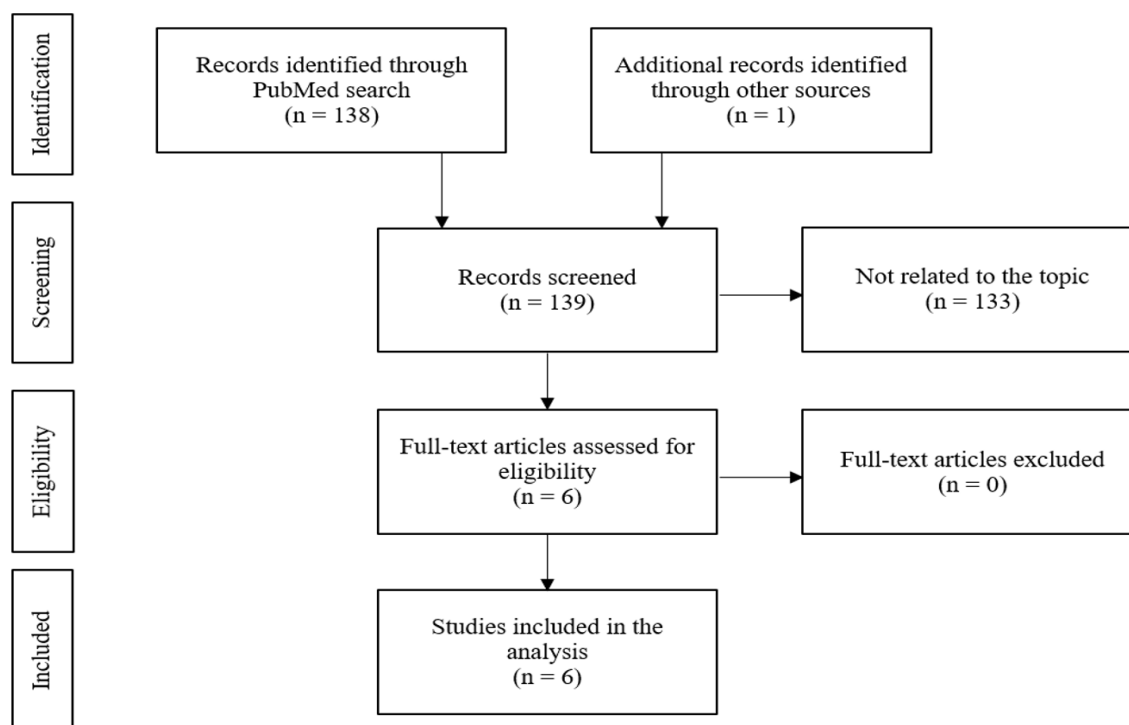 Identification
Records identified through
PubMed search
(n = 138)
Additional records identified
through other sources
(n = 1)
Screening
Records screened
(n = 139)
Not related to the topic
(n = 133)
Eligibility
Full-text articles assessed for
eligibility
(n = 6)
Full-text articles excluded
(n = 0)
Included
Studies included in the
analysis
(n = 6)